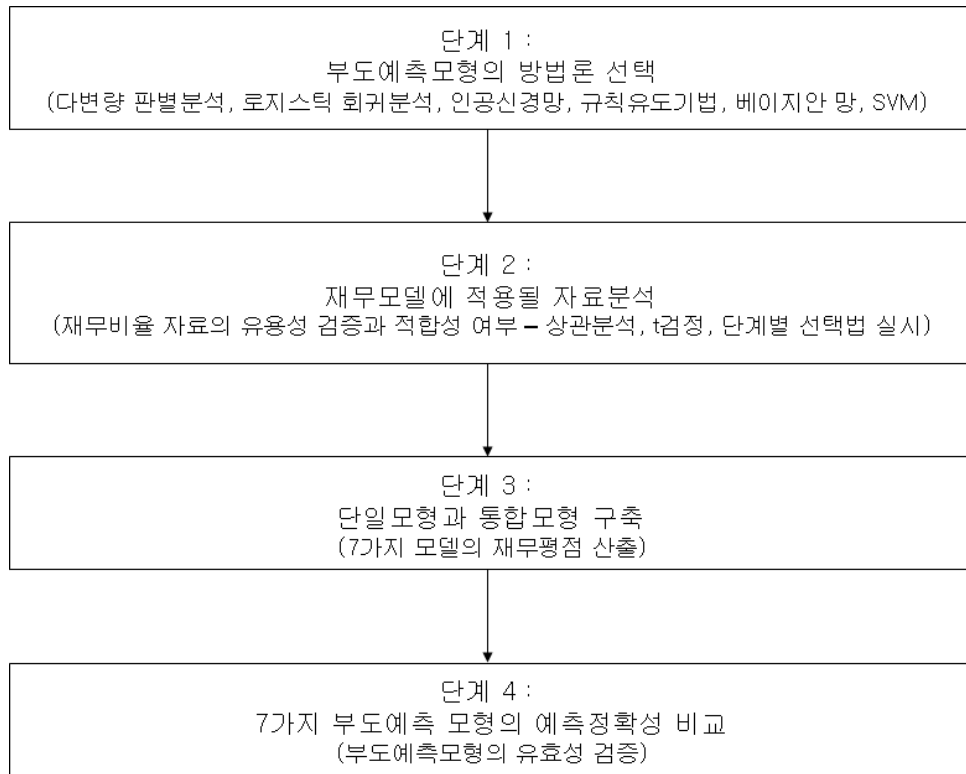 단계 1 :
부도예측모형의 방법론 선택
(다변량 판별분석, 로지스틱 회귀분석, 인공신경망, 규칙유도기법, 베이지안 망, SVM)
단계 2 :
재무모델에 적용될 자료분석
(재무비율 자료의 유용성 검증과 적합성 여부 – 상관분석, t검정, 단계별 선택법 실시)
단계 3 :
단일모형과 통합모형 구축
(7가지 모델의 재무평점 산출)
단계 4 :
7가지 부도예측 모형의 예측정확성 비교
(부도예측모형의 유효성 검증)